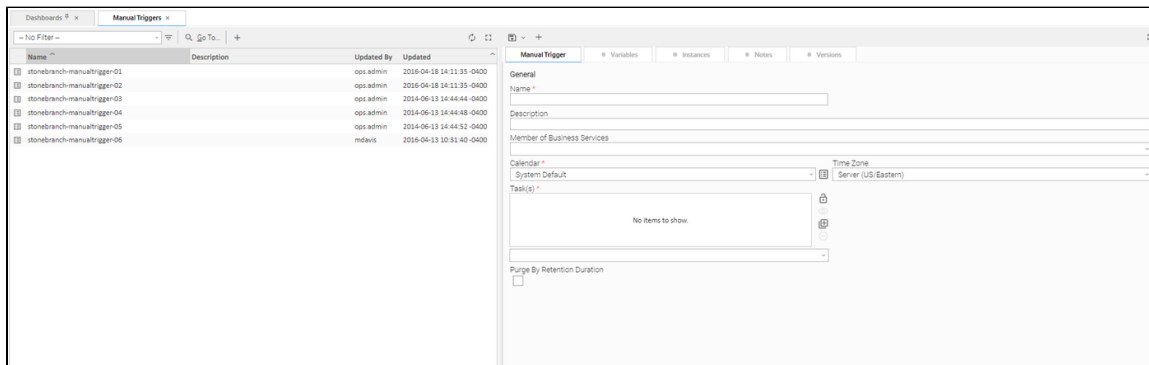 Dashboards
Manual Triggers
-- No Filter --
Go To...
Name Description Updated By Updated
stonebranch-manualtrigger-01 ops.admin 2016-04-18 14:11:35 -0400
stonebranch-manualtrigger-02 ops.admin 2016-04-18 14:11:35 -0400
stonebranch-manualtrigger-03 ops.admin 2014-06-13 14:44:44 -0400
stonebranch-manualtrigger-04 ops.admin 2014-06-13 14:44:48 -0400
stonebranch-manualtrigger-05 ops.admin 2014-06-13 14:44:52 -0400
stonebranch-manualtrigger-06 mdavis 2016-04-13 10:31:40 -0400
Manual Trigger Variables Instances Notes Versions
General
Name *
Description
Member of Business Services
Calendar * Time Zone
System Default Server (US/Eastern)
Task(s) *
No items to show.
Purge By Retention Duration